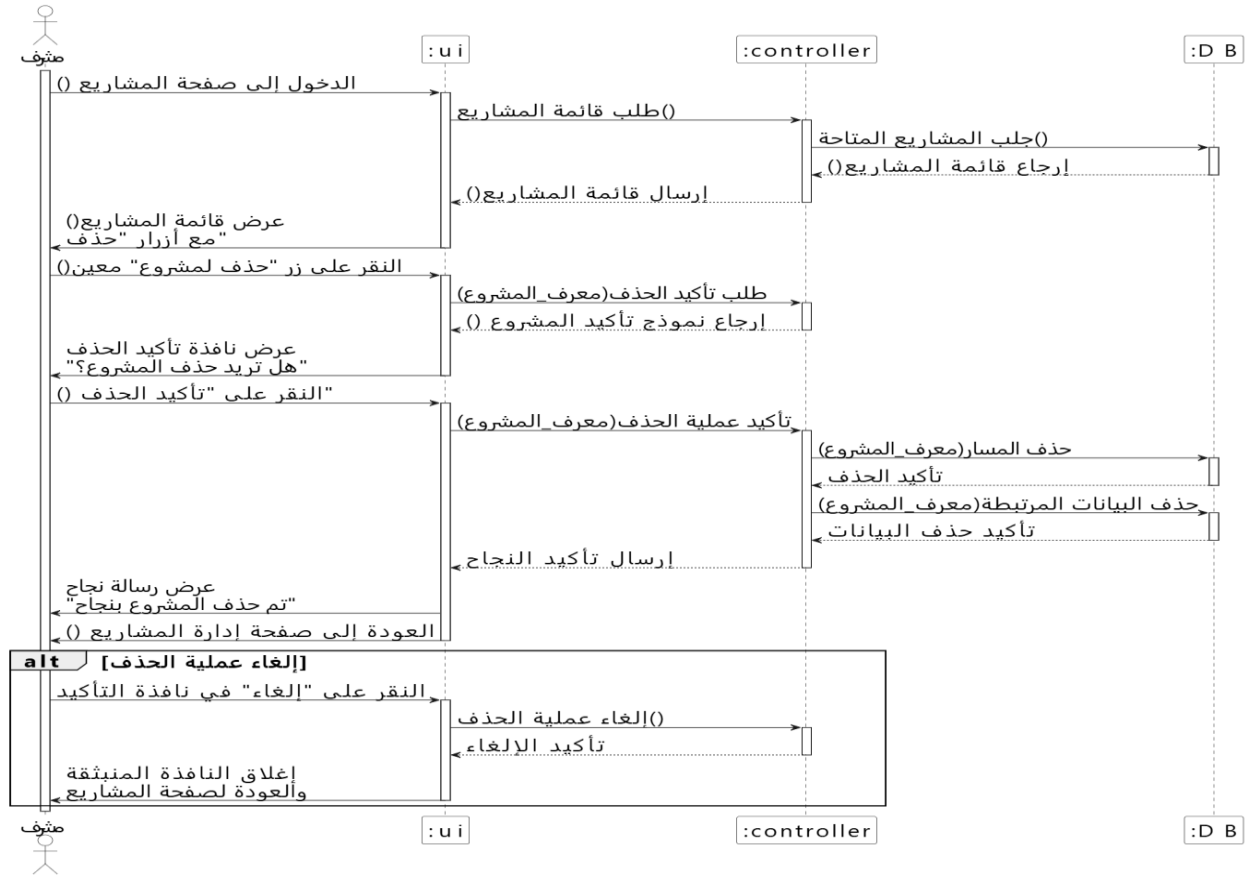 مشرف
:ui
:controller
:DB
الدخول إلى صفحة المشاريع ()
طلب قائمة المشاريع()
جلب المشاريع المتاحة()
إرجاع قائمة المشاريع()
إرسال قائمة المشاريع()
عرض قائمة المشاريع()
مع أزرار "حذف"
النقر على زر "حذف لمشروع" معين()
طلب تأكيد الحذف(معرف_المشروع)
إرجاع نموذج تأكيد المشروع ()
عرض نافذة تأكيد الحذف
"هل تريد حذف المشروع؟"
النقر على "تأكيد الحذف" ()
تأكيد عملية الحذف(معرف_المشروع)
حذف المسار(معرف_المشروع)
تأكيد الحذف
حذف البيانات المرتبطة(معرف_المشروع)
تأكيد حذف البيانات
إرسال تأكيد النجاح
عرض رسالة نجاح
"تم حذف المشروع بنجاح"
العودة إلى صفحة إدارة المشاريع ()
alt
[إلغاء عملية الحذف]
النقر على "إلغاء" في نافذة التأكيد
إلغاء عملية الحذف()
تأكيد الإلغاء
إغلاق النافذة المنبثقة
والعودة لصفحة المشاريع
مشرف
:ui
:controller
:DB